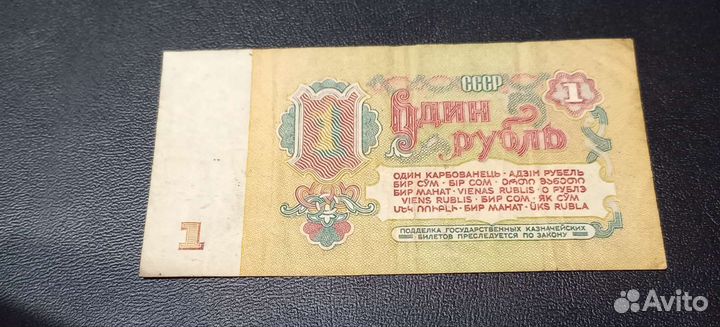 СССР
1
1
Один
рубль
ОДИН КАРБОВАНЕЦЬ · АДЗІН РУБЕЛЬ
БИР СЎМ · БІР СОМ · ᲔᲠᲗᲘ ᲛᲐᲜᲔᲗᲘ
БИР МАНАТ · VIENAS RUBLIS · О РУБЛЭ
VIENS RUBLIS · БИР СОМ · ЯК СЎМ
ՄԵԿ ՌՈՒԲԼԻ · БИР МАНАТ · ÜKS RUBLA
1
ПОДДЕЛКА ГОСУДАРСТВЕННЫХ КАЗНАЧЕЙСКИХ
БИЛЕТОВ ПРЕСЛЕДУЕТСЯ ПО ЗАКОНУ
Avito